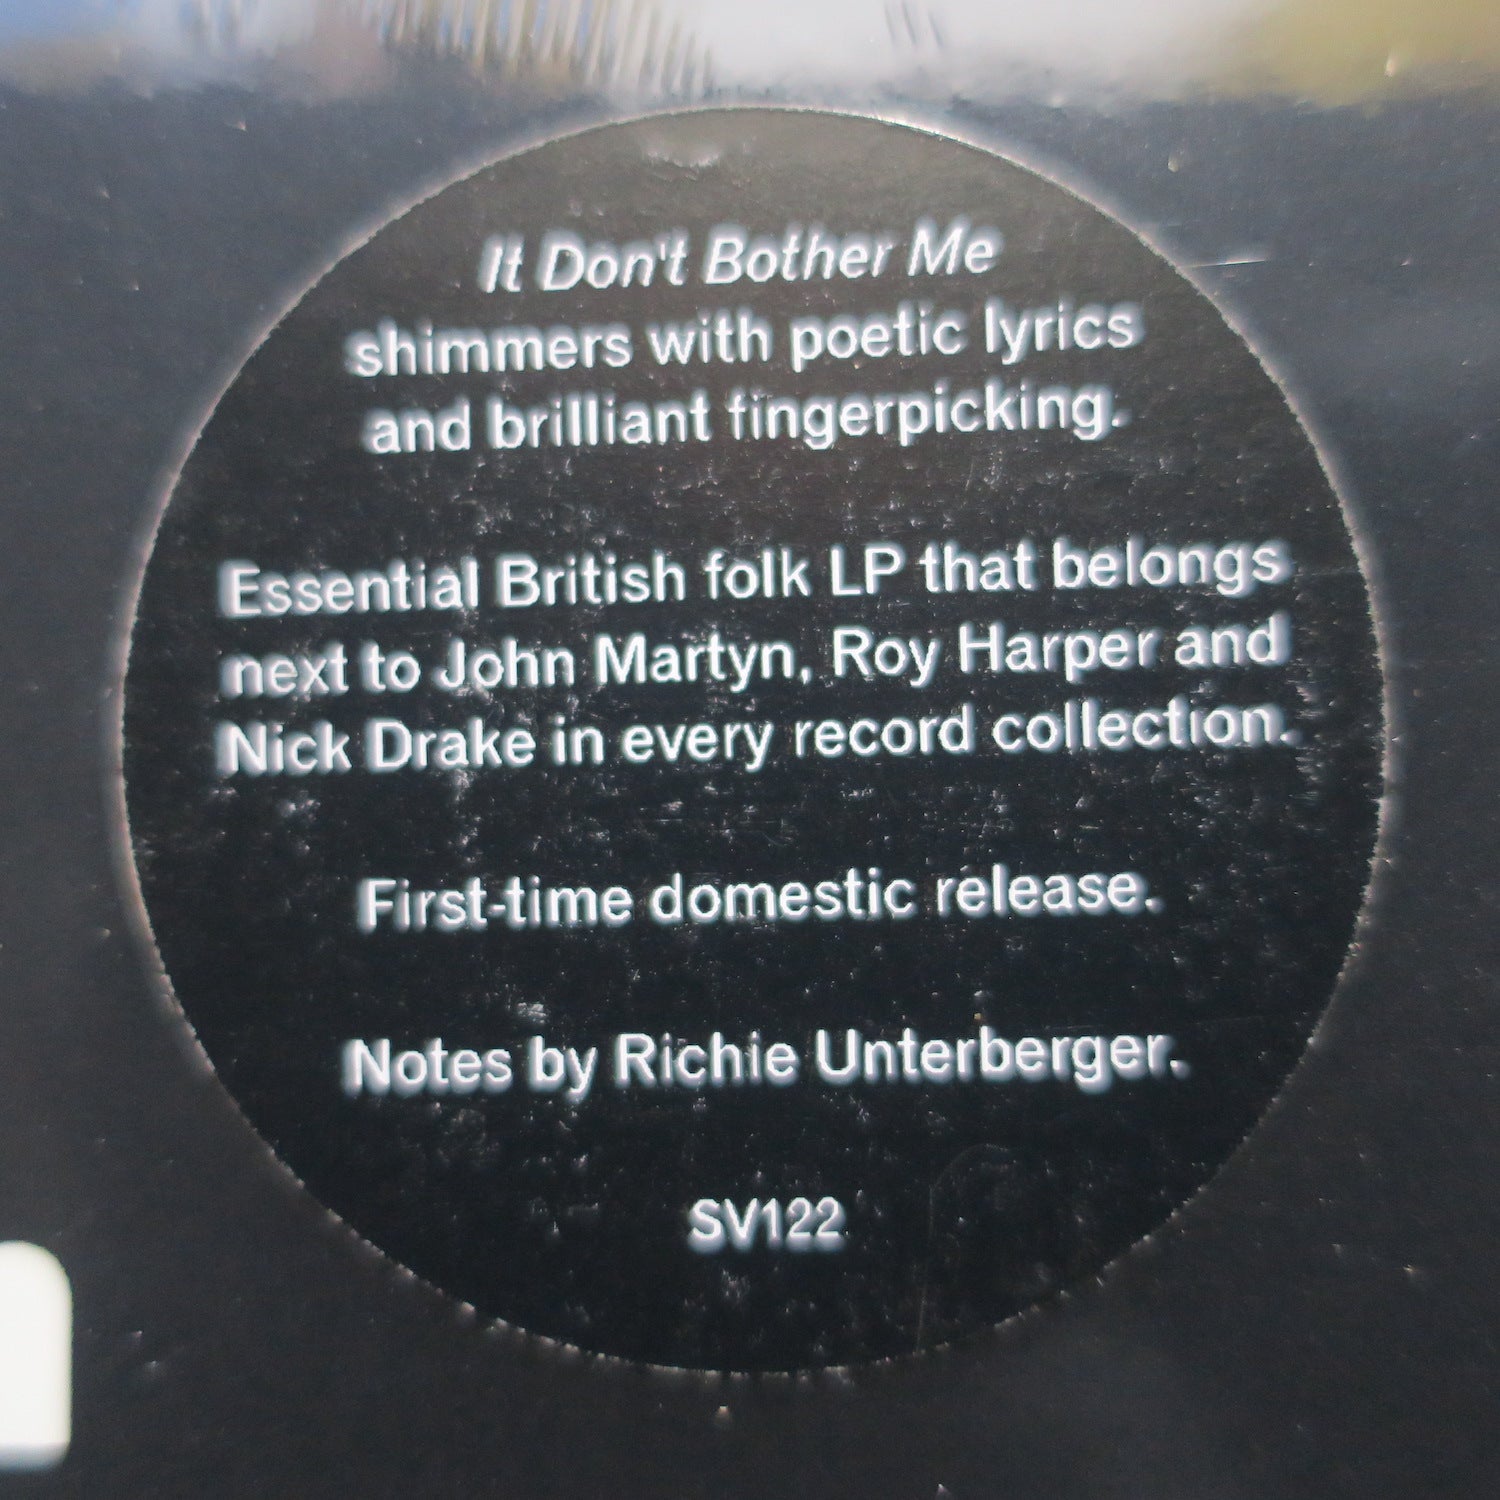 It Don't Bother Me
shimmers with poetic lyrics
and brilliant fingerpicking.
Essential British folk LP that belongs
next to John Martyn, Roy Harper and
Nick Drake in every record collection.
First-time domestic release.
Notes by Richie Unterberger.
SV122